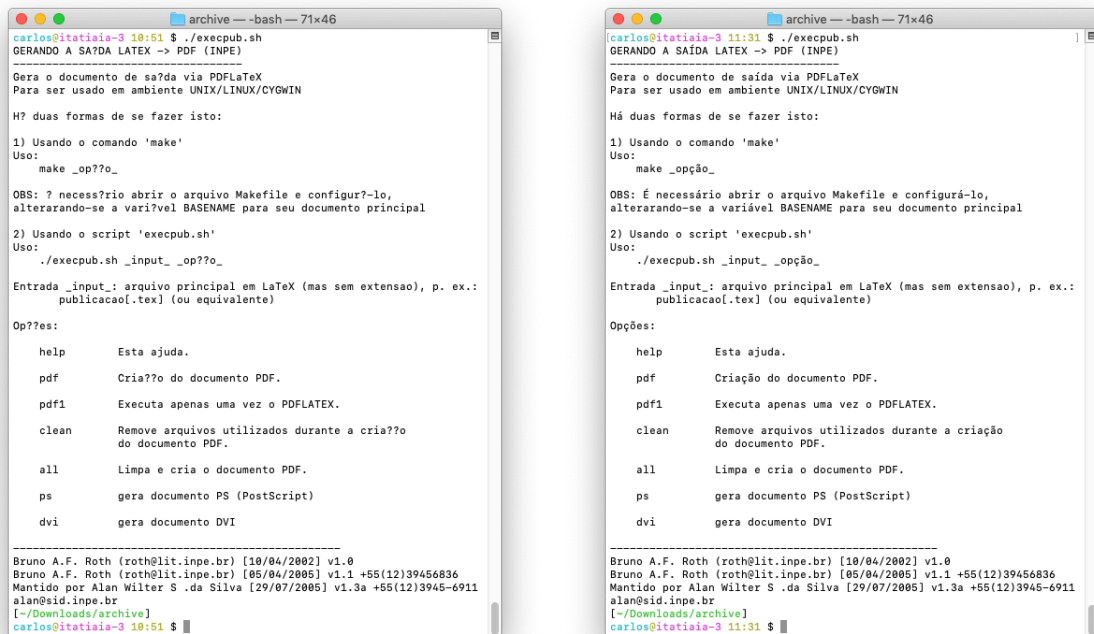 archive — -bash — 71×46
carlos@itatiaia-3 10:51 $ ./execpub.sh
GERANDO A SA?DA LATEX -> PDF (INPE)
-----------------------------------
Gera o documento de sa?da via PDFLaTeX
Para ser usado em ambiente UNIX/LINUX/CYGWIN
H? duas formas de se fazer isto:
1) Usando o comando 'make'
Uso:
make _op??o_
OBS: ? necess?rio abrir o arquivo Makefile e configur?-lo,
alterarando-se a vari?vel BASENAME para seu documento principal
2) Usando o script 'execpub.sh'
Uso:
./execpub.sh _input_ _op??o_
Entrada _input_: arquivo principal em LaTeX (mas sem extensao), p. ex.:
publicacao[.tex] (ou equivalente)
Op??es:
help Esta ajuda.
pdf Cria??o do documento PDF.
pdf1 Executa apenas uma vez o PDFLATEX.
clean Remove arquivos utilizados durante a cria??o
do documento PDF.
all Limpa e cria o documento PDF.
ps gera documento PS (PostScript)
dvi gera documento DVI
--------------------------------------------------
Bruno A.F. Roth (roth@lit.inpe.br) [10/04/2002] v1.0
Bruno A.F. Roth (roth@lit.inpe.br) [05/04/2005] v1.1 +55(12)39456836
Mantido por Alan Wilter S .da Silva [29/07/2005] v1.3a +55(12)3945-6911
alan@sid.inpe.br
[~/Downloads/archive]
carlos@itatiaia-3 10:51 $
archive — -bash — 71×46
[carlos@itatiaia-3 11:31 $ ./execpub.sh ]
GERANDO A SAÍDA LATEX -> PDF (INPE)
-----------------------------------
Gera o documento de saída via PDFLaTeX
Para ser usado em ambiente UNIX/LINUX/CYGWIN
Há duas formas de se fazer isto:
1) Usando o comando 'make'
Uso:
make _opção_
OBS: É necessário abrir o arquivo Makefile e configurá-lo,
alterarando-se a variável BASENAME para seu documento principal
2) Usando o script 'execpub.sh'
Uso:
./execpub.sh _input_ _opção_
Entrada _input_: arquivo principal em LaTeX (mas sem extensao), p. ex.:
publicacao[.tex] (ou equivalente)
Opções:
help Esta ajuda.
pdf Criação do documento PDF.
pdf1 Executa apenas uma vez o PDFLATEX.
clean Remove arquivos utilizados durante a criação
do documento PDF.
all Limpa e cria o documento PDF.
ps gera documento PS (PostScript)
dvi gera documento DVI
--------------------------------------------------
Bruno A.F. Roth (roth@lit.inpe.br) [10/04/2002] v1.0
Bruno A.F. Roth (roth@lit.inpe.br) [05/04/2005] v1.1 +55(12)39456836
Mantido por Alan Wilter S .da Silva [29/07/2005] v1.3a +55(12)3945-6911
alan@sid.inpe.br
[~/Downloads/archive]
carlos@itatiaia-3 11:31 $